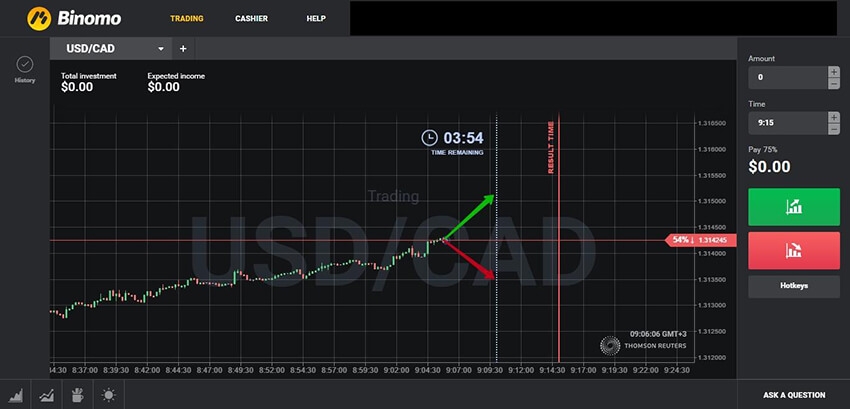 Binomo
TRADING
CASHIER
HELP
USD/CAD
+
History
Total investment
$0.00
Expected income
$0.00
03:54
TIME REMAINING
RESULT TIME
Trading
USD/CAD
1.316500
1.316000
1.315500
1.315000
1.314500
54%↓
1.314245
1.313500
1.313000
1.312500
1.312000
09:06:06 GMT+3
THOMSON REUTERS
34:30 8:37:00 8:39:30 8:42:00 8:44:30 8:47:00 8:49:30 8:52:00 8:54:30 8:57:00 8:59:30 9:02:00 9:04:30 9:07:00 9:09:30 9:12:00 9:14:30 9:17:00 9:19:30 9:22:00 9:24:30
Amount
0
+
−
Time
9:15
+
−
Pay 75%
$0.00
Hotkeys
ASK A QUESTION